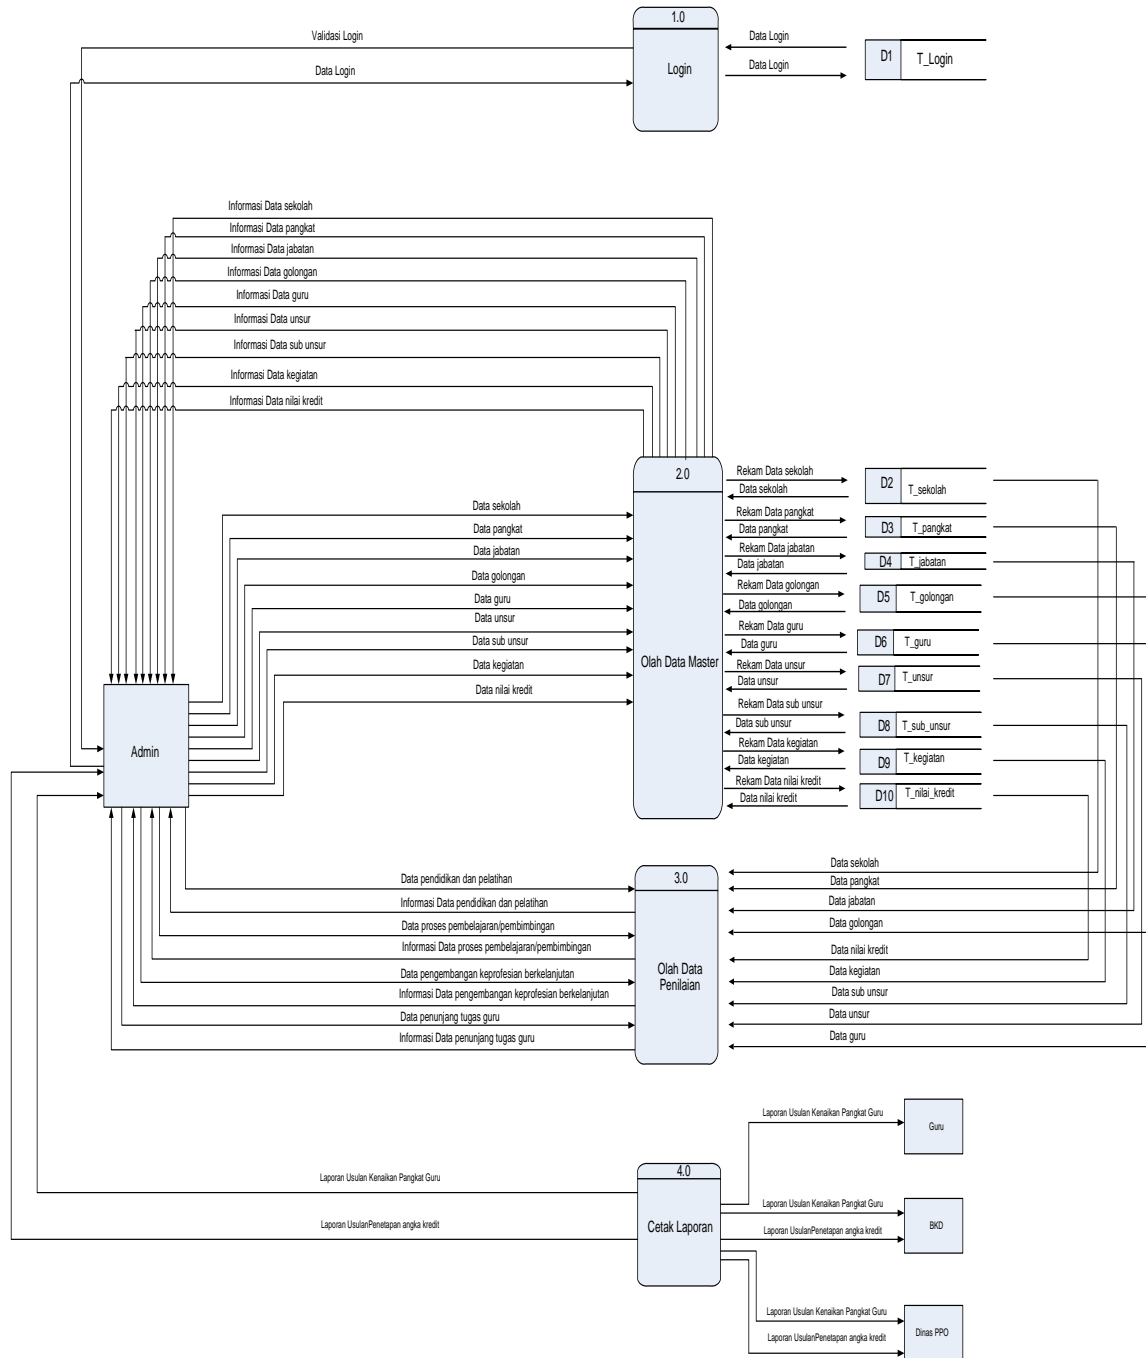 1.0
Login
Validasi Login
Data Login
Data Login
Data Login
D1
T_Login
Informasi Data sekolah
Informasi Data pangkat
Informasi Data jabatan
Informasi Data golongan
Informasi Data guru
Informasi Data unsur
Informasi Data sub unsur
Informasi Data kegiatan
Informasi Data nilai kredit
2.0
Olah Data Master
Data sekolah
Data pangkat
Data jabatan
Data golongan
Data guru
Data unsur
Data sub unsur
Data kegiatan
Data nilai kredit
Admin
Rekam Data sekolah
Data sekolah
Rekam Data pangkat
Data pangkat
Rekam Data jabatan
Data jabatan
Rekam Data golongan
Data golongan
Rekam Data guru
Data guru
Rekam Data unsur
Data unsur
Rekam Data sub unsur
Data sub unsur
Rekam Data kegiatan
Data kegiatan
Rekam Data nilai kredit
Data nilai kredit
D2
T_sekolah
D3
T_pangkat
D4
T_jabatan
D5
T_golongan
D6
T_guru
D7
T_unsur
D8
T_sub_unsur
D9
T_kegiatan
D10
T_nilai_kredit
3.0
Olah Data
Penilaian
Data pendidikan dan pelatihan
Informasi Data pendidikan dan pelatihan
Data proses pembelajaran/pembimbingan
Informasi Data proses pembelajaran/pembimbingan
Data pengembangan keprofesian berkelanjutan
Informasi Data pengembangan keprofesian berkelanjutan
Data penunjang tugas guru
Informasi Data penunjang tugas guru
Data sekolah
Data pangkat
Data jabatan
Data golongan
Data nilai kredit
Data kegiatan
Data sub unsur
Data unsur
Data guru
4.0
Cetak Laporan
Laporan Usulan Kenaikan Pangkat Guru
Laporan UsulanPenetapan angka kredit
Laporan Usulan Kenaikan Pangkat Guru
Guru
Laporan Usulan Kenaikan Pangkat Guru
Laporan UsulanPenetapan angka kredit
BKD
Laporan Usulan Kenaikan Pangkat Guru
Laporan UsulanPenetapan angka kredit
Dinas PPO